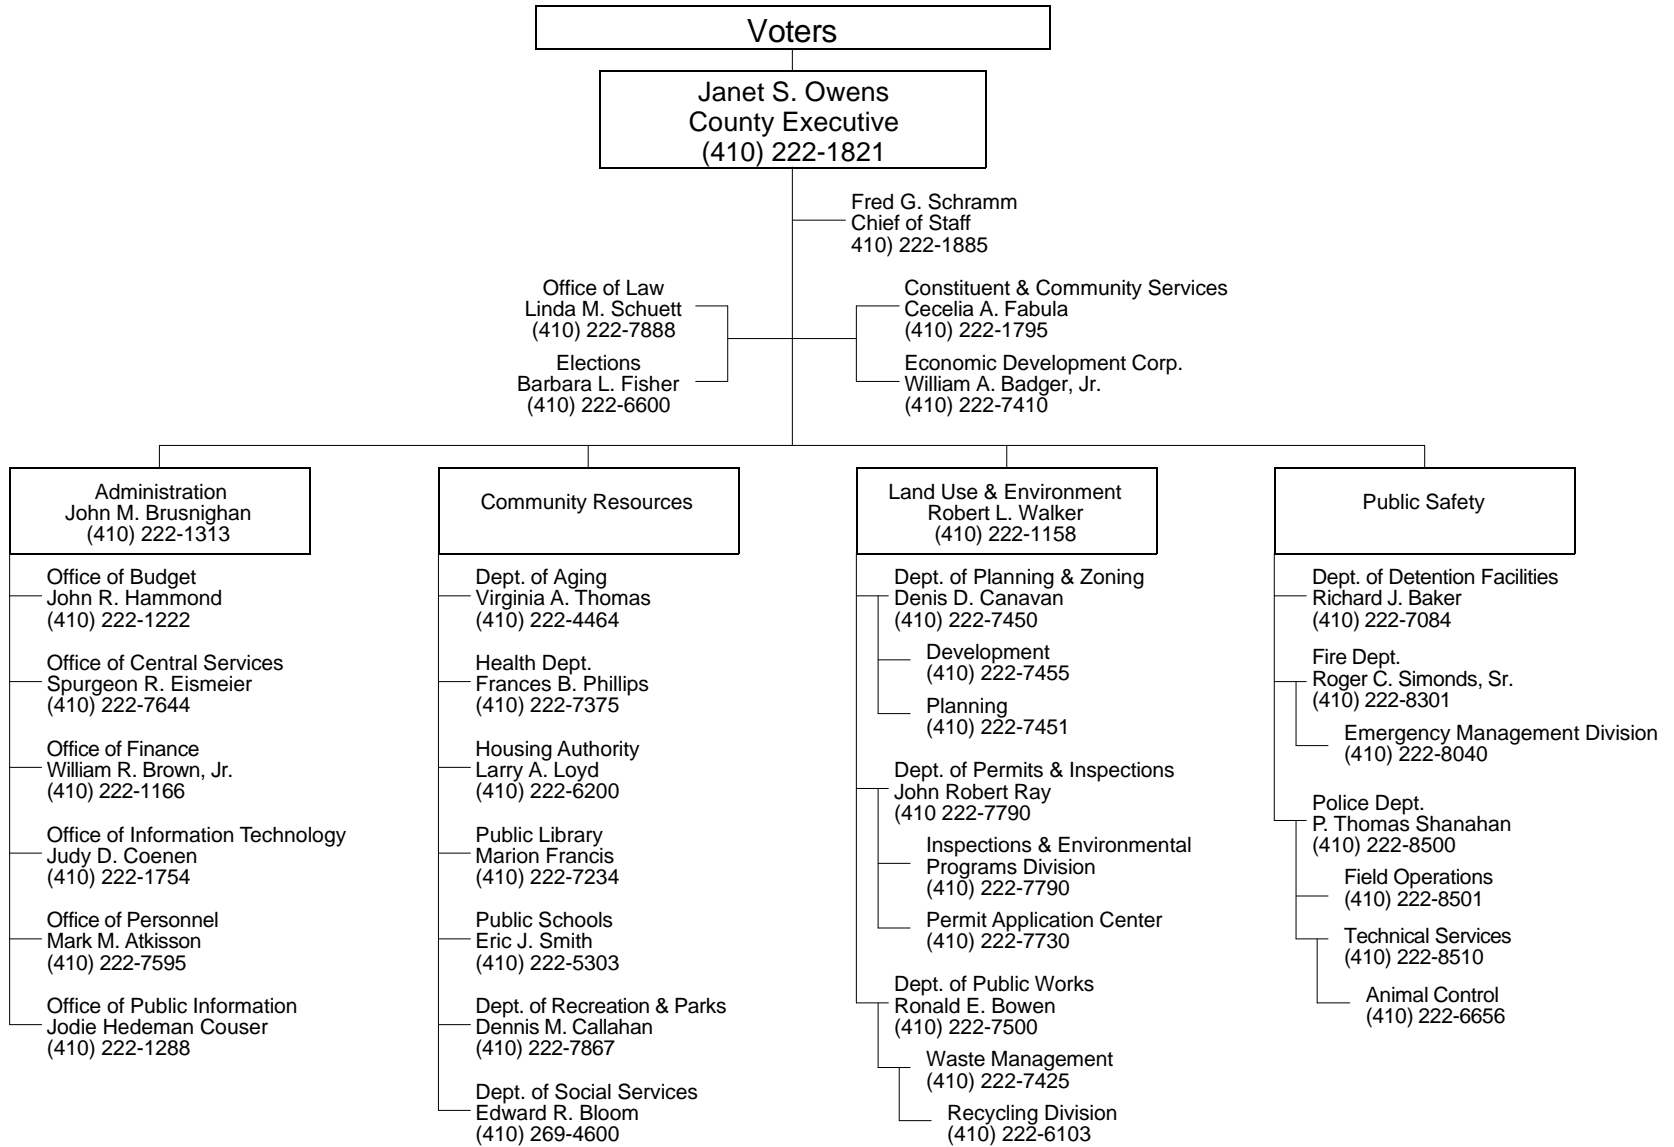 Voters
Janet S. Owens
County Executive
(410) 222-1821
Fred G. Schramm
Chief of Staff
410) 222-1885
Office of Law
Linda M. Schuett
(410) 222-7888
Elections
Barbara L. Fisher
(410) 222-6600
Constituent & Community Services
Cecelia A. Fabula
(410) 222-1795
Economic Development Corp.
William A. Badger, Jr.
(410) 222-7410
Administration
John M. Brusnighan
(410) 222-1313
Office of Budget
John R. Hammond
(410) 222-1222
Office of Central Services
Spurgeon R. Eismeier
(410) 222-7644
Office of Finance
William R. Brown, Jr.
(410) 222-1166
Office of Information Technology
Judy D. Coenen
(410) 222-1754
Office of Personnel
Mark M. Atkisson
(410) 222-7595
Office of Public Information
Jodie Hedeman Couser
(410) 222-1288
Community Resources
Dept. of Aging
Virginia A. Thomas
(410) 222-4464
Health Dept.
Frances B. Phillips
(410) 222-7375
Housing Authority
Larry A. Loyd
(410) 222-6200
Public Library
Marion Francis
(410) 222-7234
Public Schools
Eric J. Smith
(410) 222-5303
Dept. of Recreation & Parks
Dennis M. Callahan
(410) 222-7867
Dept. of Social Services
Edward R. Bloom
(410) 269-4600
Land Use & Environment
Robert L. Walker
(410) 222-1158
Dept. of Planning & Zoning
Denis D. Canavan
(410) 222-7450
Development
(410) 222-7455
Planning
(410) 222-7451
Dept. of Permits & Inspections
John Robert Ray
(410 222-7790
Inspections & Environmental
Programs Division
(410) 222-7790
Permit Application Center
(410) 222-7730
Dept. of Public Works
Ronald E. Bowen
(410) 222-7500
Waste Management
(410) 222-7425
Recycling Division
(410) 222-6103
Public Safety
Dept. of Detention Facilities
Richard J. Baker
(410) 222-7084
Fire Dept.
Roger C. Simonds, Sr.
(410) 222-8301
Emergency Management Division
(410) 222-8040
Police Dept.
P. Thomas Shanahan
(410) 222-8500
Field Operations
(410) 222-8501
Technical Services
(410) 222-8510
Animal Control
(410) 222-6656